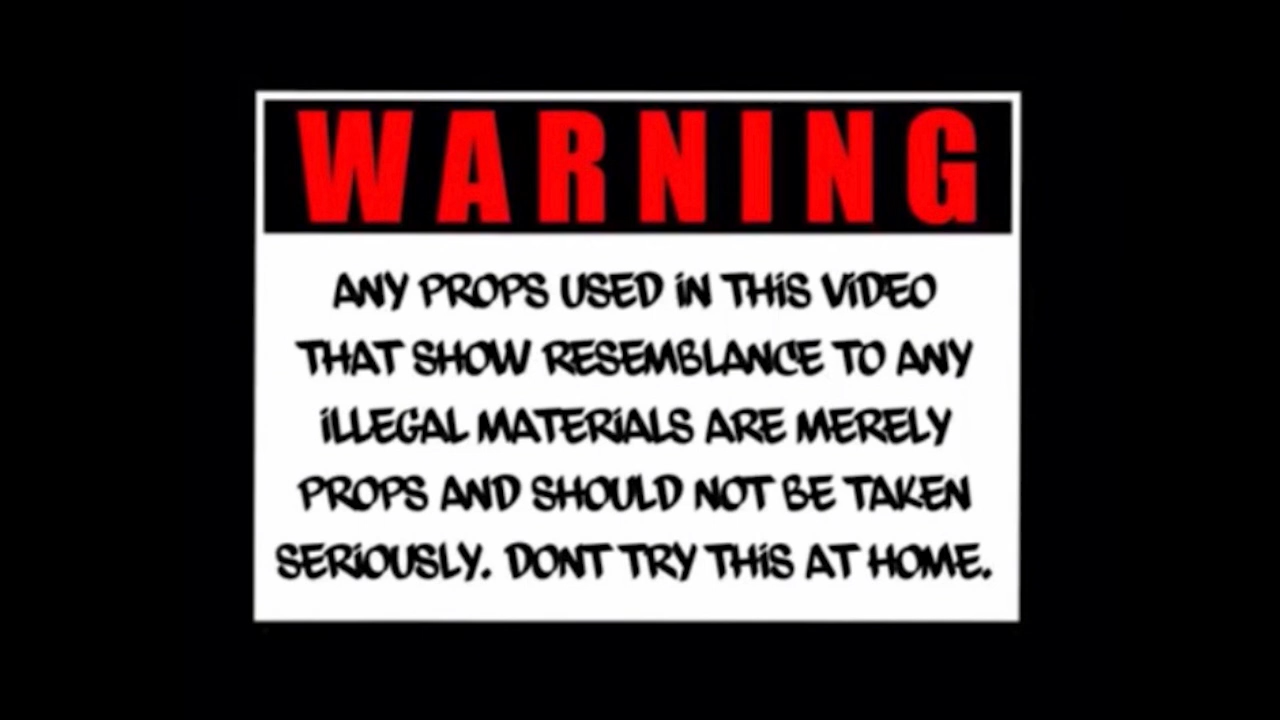 WARNING
ANY PROPS USED iN THiS ViDEO
THAT SHOW RESEMBLANCE TO ANY
iLLEGAL MATERiALS ARE MERELY
PROPS AND SHOULD NOT BE TAKEN
SERiOUSLY. DONT TRY THiS AT HOME.